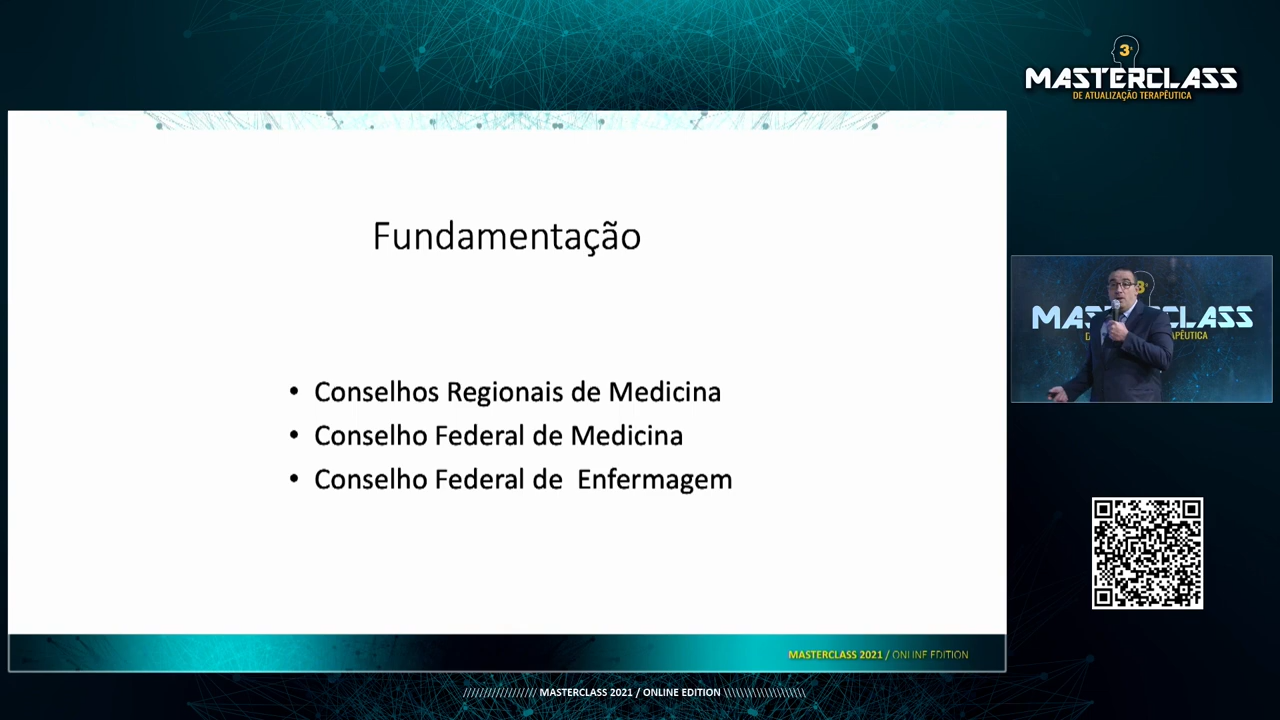 3ª
MASTERCLASS
DE ATUALIZAÇÃO TERAPÊUTICA
Fundamentação
• Conselhos Regionais de Medicina
• Conselho Federal de Medicina
• Conselho Federal de  Enfermagem
MASTERCLASS 2021 / ONLINE EDITION
////////////////// MASTERCLASS 2021 / ONLINE EDITION \\\\\\\\\\\\\\\\\\\\